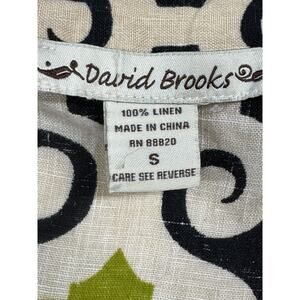 David Brooks
100% LINEN
MADE IN CHINA
RN 88820
S
CARE SEE REVERSE